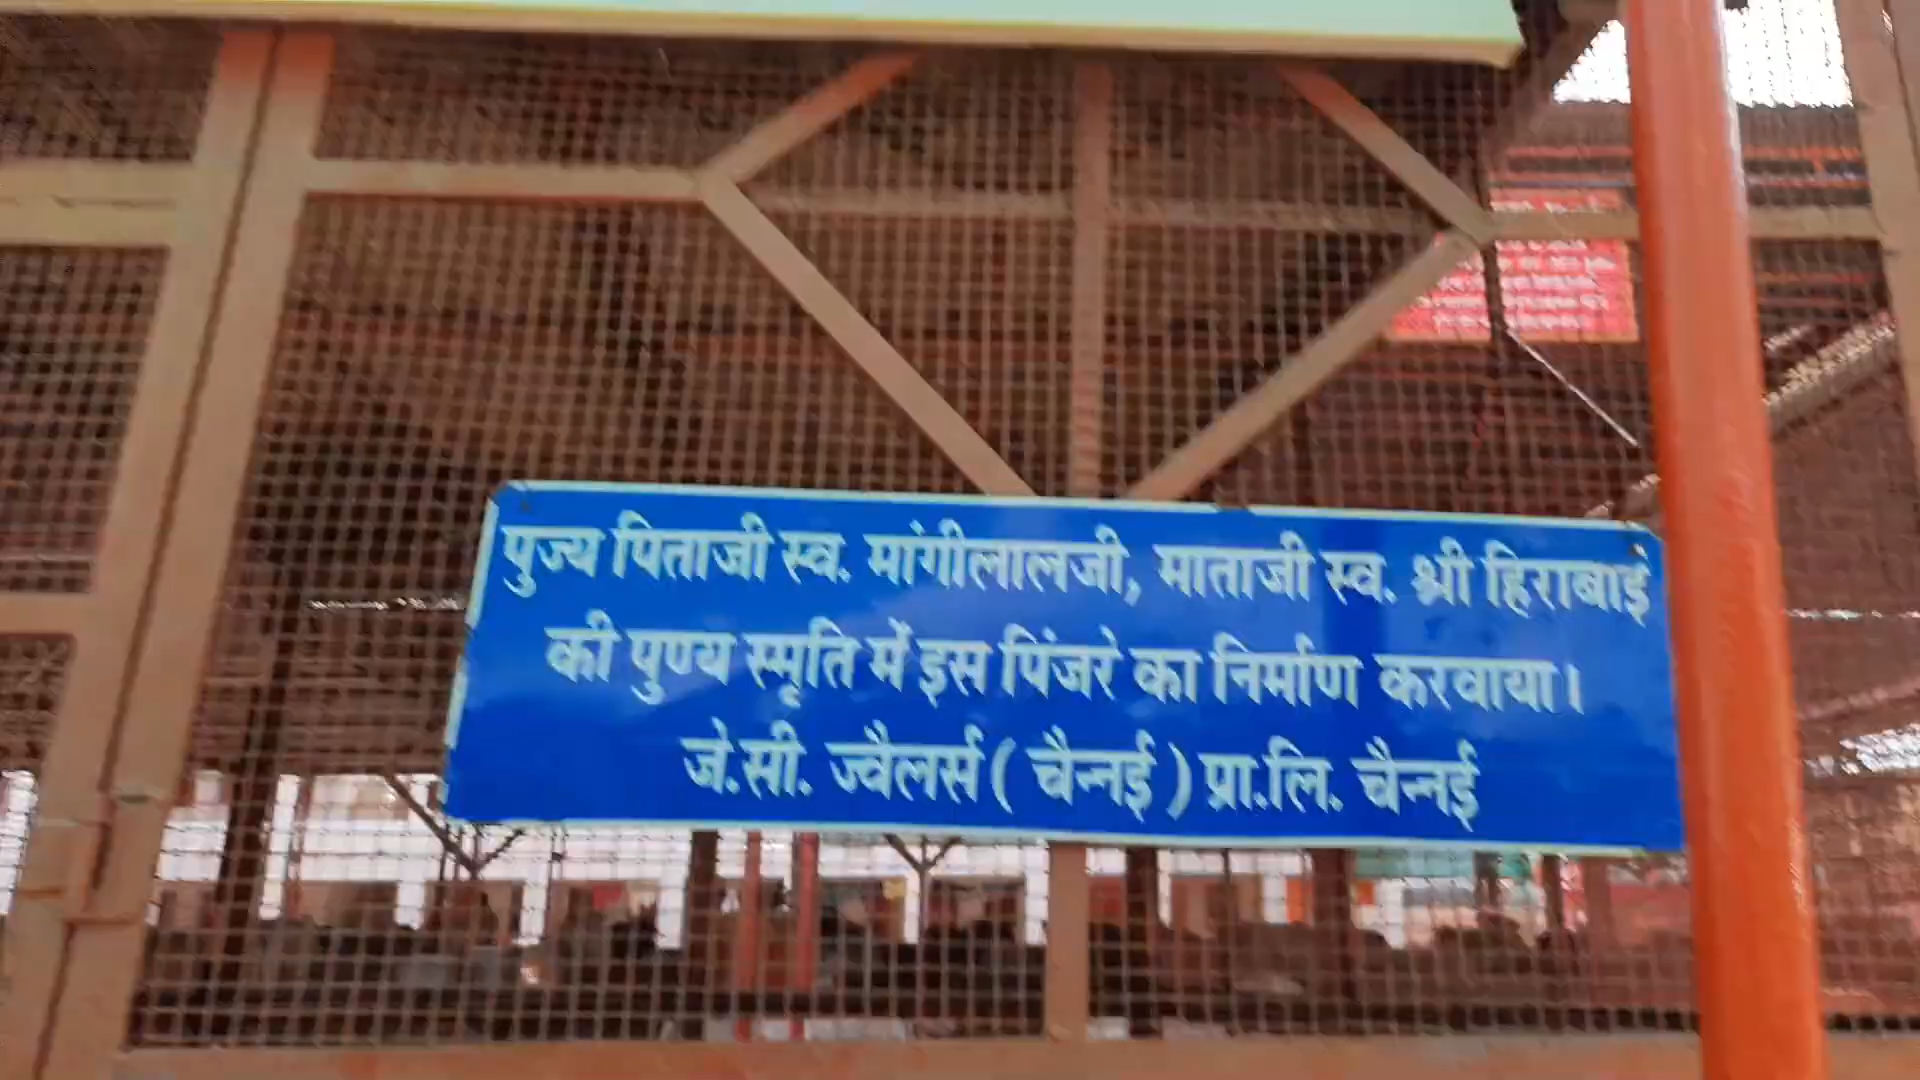 पुज्य पिताजी स्व. मांगीलालजी, माताजी स्व. श्री हिराबाई
की पुण्य स्मृति में इस पिंजरे का निर्माण करवाया।
जे.सी. ज्वैलर्स ( चैन्नई ) प्रा.लि. चैन्नई